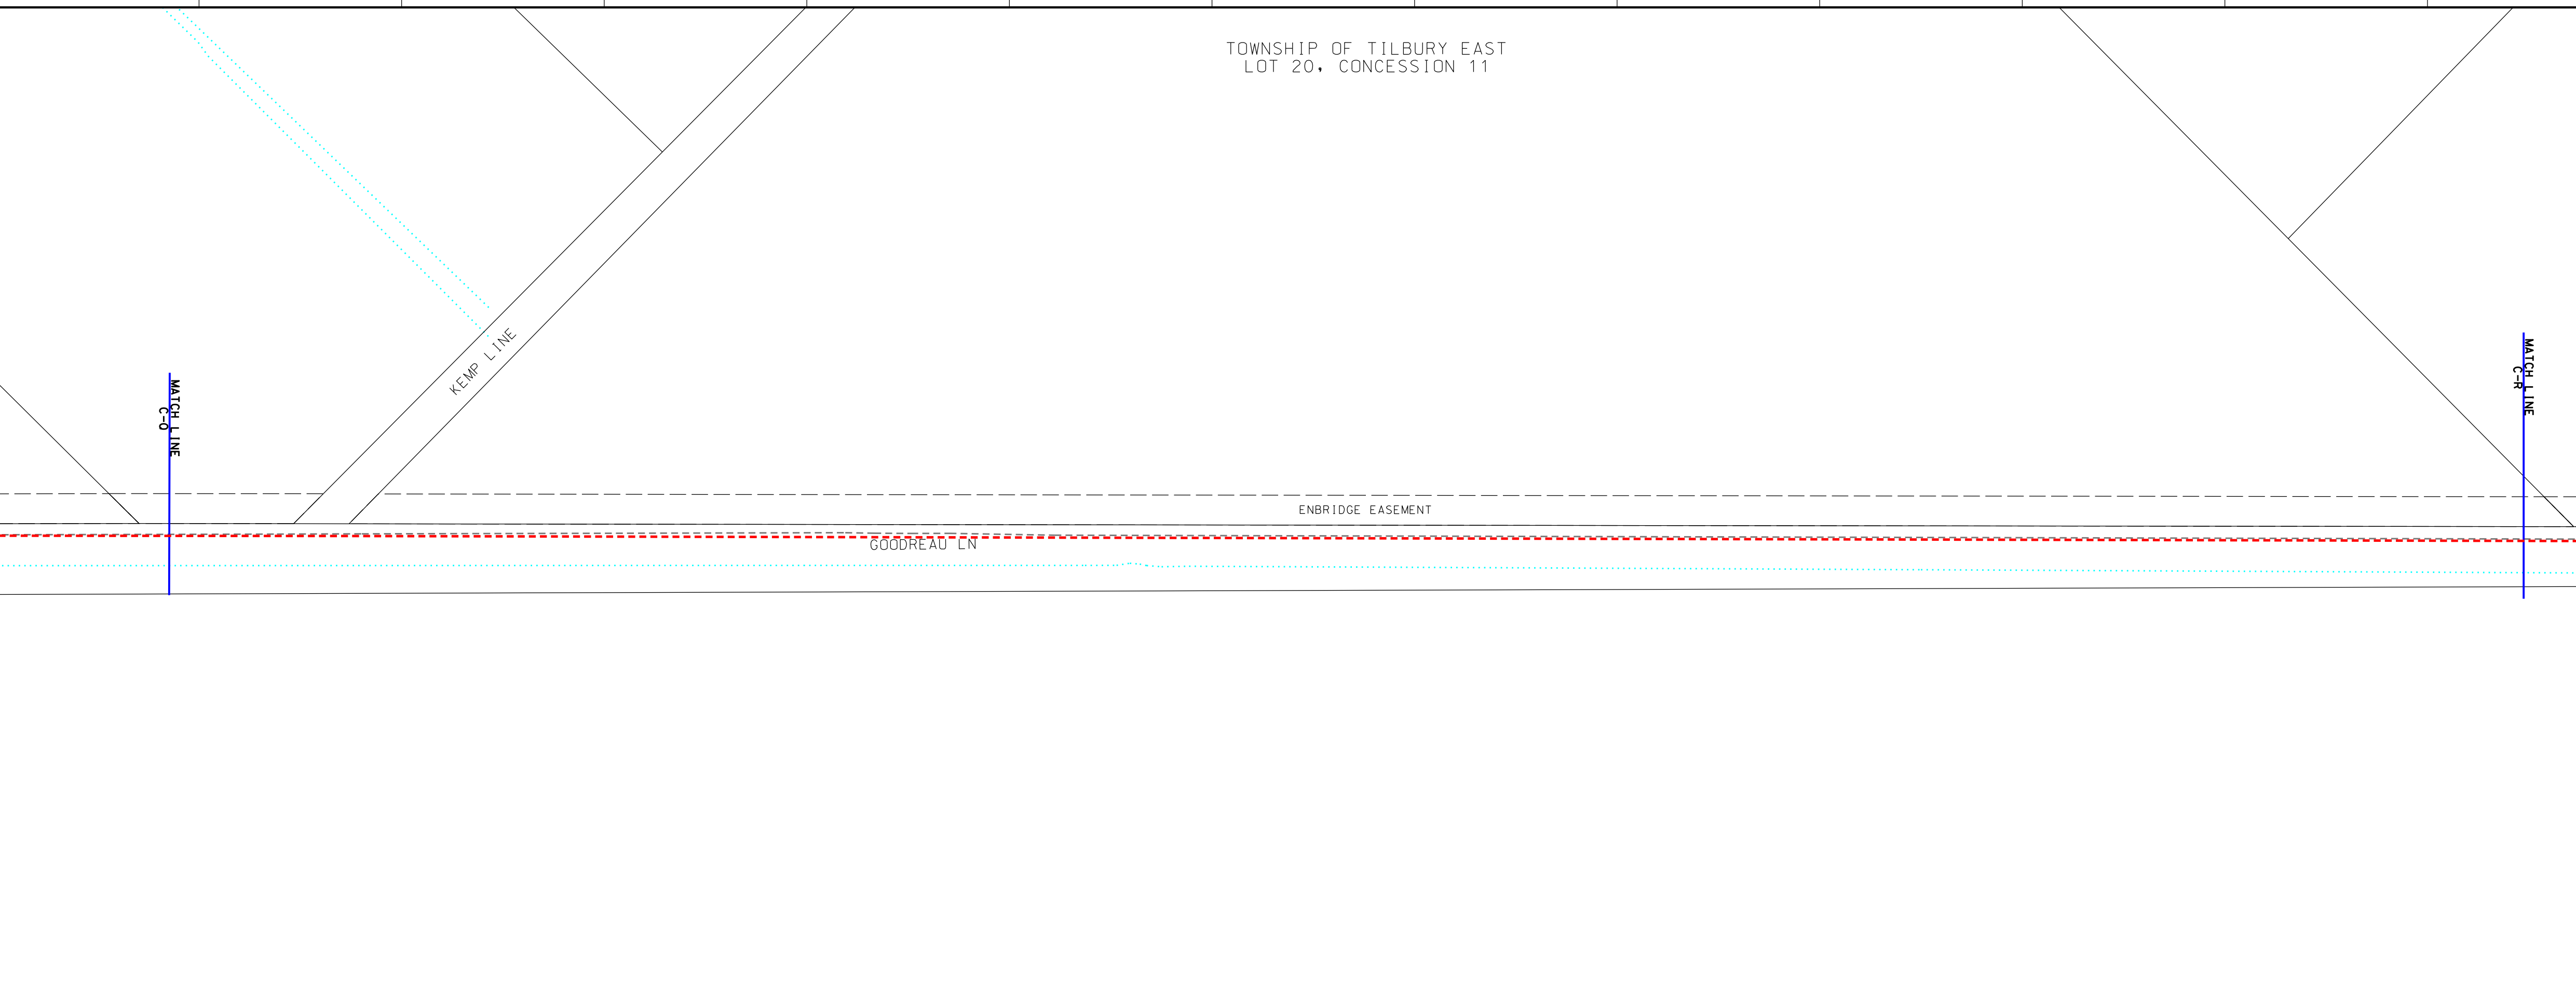 TOWNSHIP OF TILBURY EAST
LOT 20, CONCESSION 11
KEMP LINE
MATCH LINE
C-Q
MATCH LINE
C-R
ENBRIDGE EASEMENT
GOODREAU LN